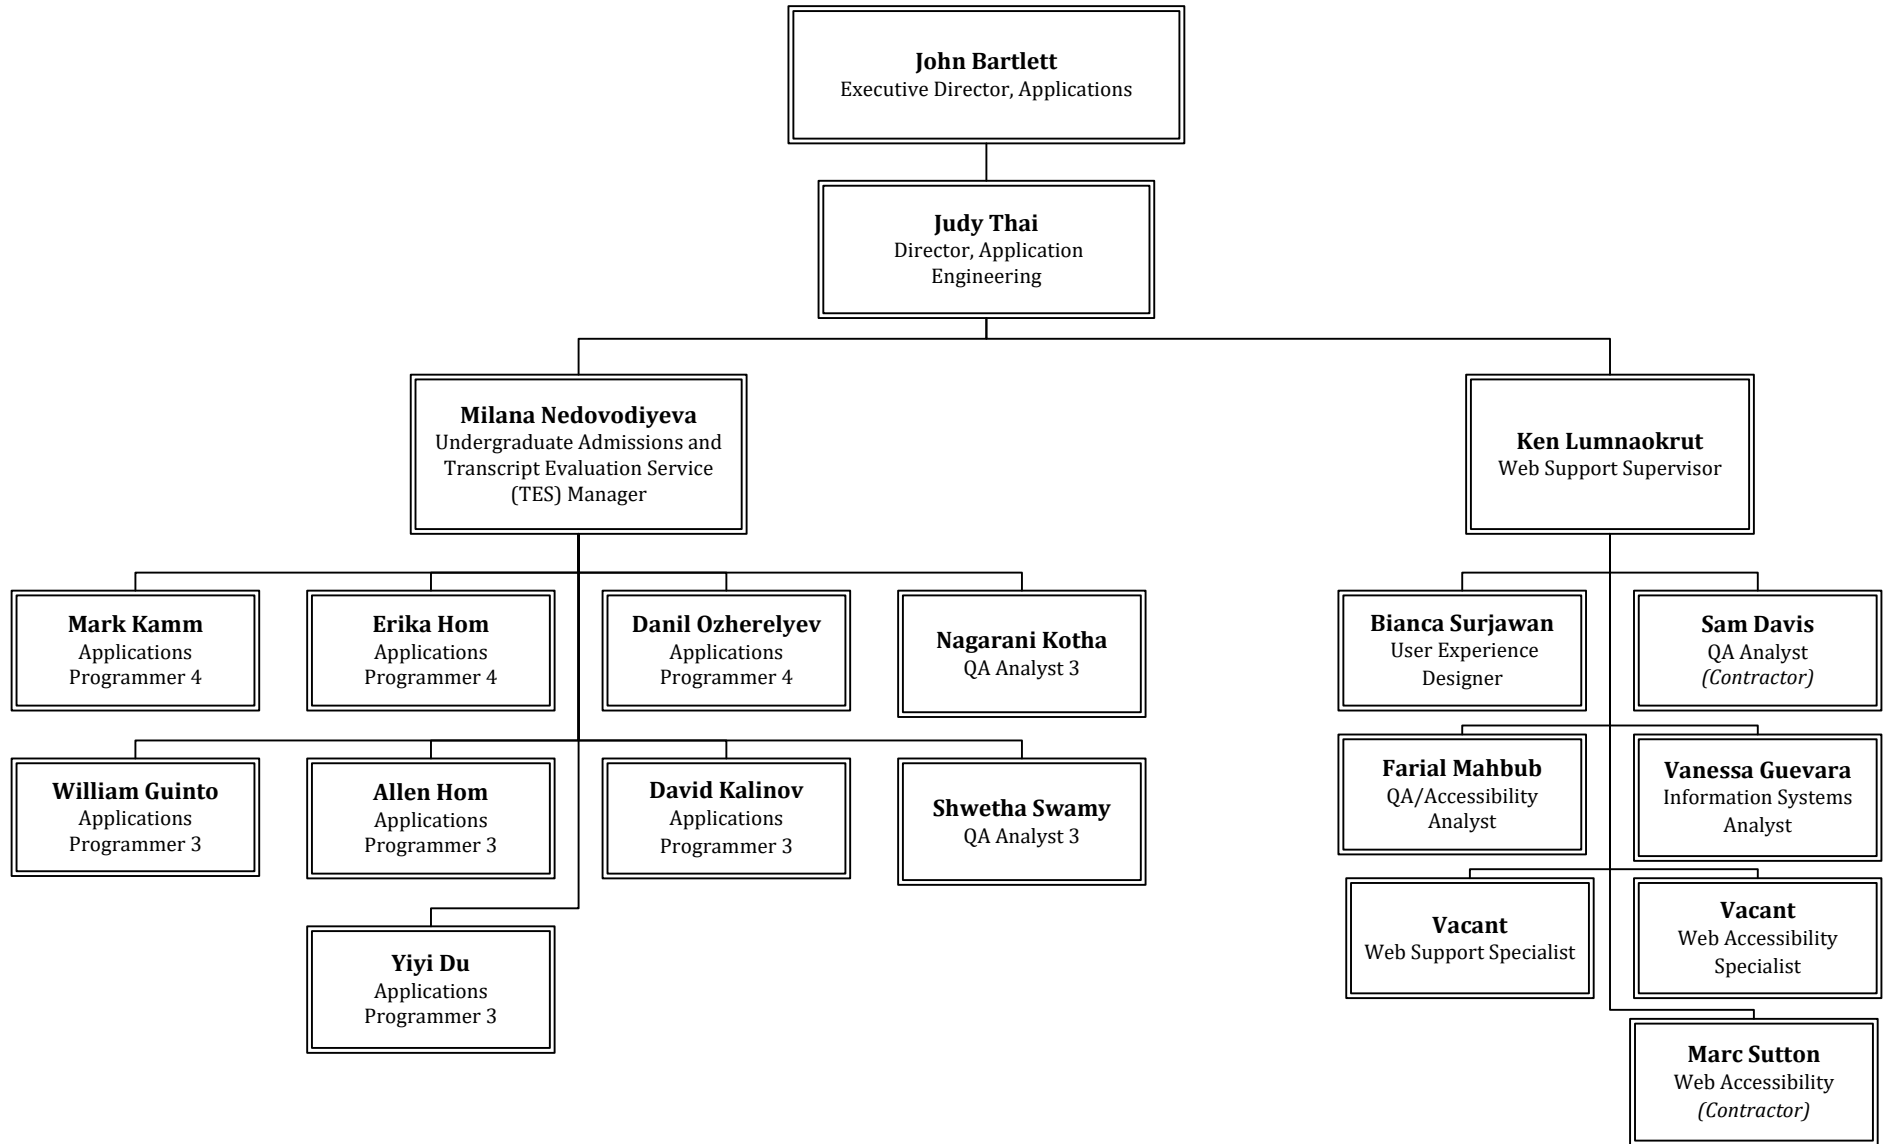 John Bartlett
Executive Director, Applications
Judy Thai
Director, Application
Engineering
Milana Nedovodiyeva
Undergraduate Admissions and
Transcript Evaluation Service
(TES) Manager
Ken Lumnaokrut
Web Support Supervisor
Mark Kamm
Applications
Programmer 4
Erika Hom
Applications
Programmer 4
Danil Ozherelyev
Applications
Programmer 4
Nagarani Kotha
QA Analyst 3
Bianca Surjawan
User Experience
Designer
Sam Davis
QA Analyst
(Contractor)
William Guinto
Applications
Programmer 3
Allen Hom
Applications
Programmer 3
David Kalinov
Applications
Programmer 3
Shwetha Swamy
QA Analyst 3
Farial Mahbub
QA/Accessibility
Analyst
Vanessa Guevara
Information Systems
Analyst
Yiyi Du
Applications
Programmer 3
Vacant
Web Support Specialist
Vacant
Web Accessibility
Specialist
Marc Sutton
Web Accessibility
(Contractor)